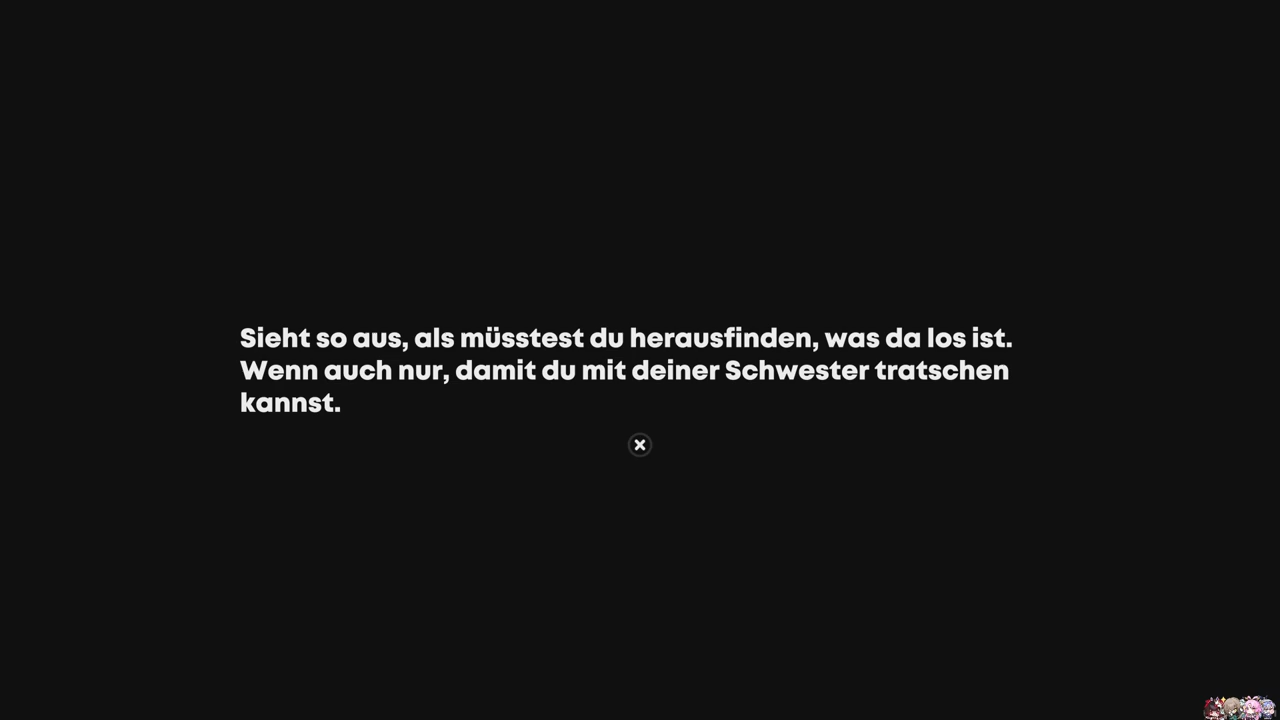 Sieht so aus, als müsstest du herausfinden, was da los ist.
Wenn auch nur, damit du mit deiner Schwester tratschen
kannst.